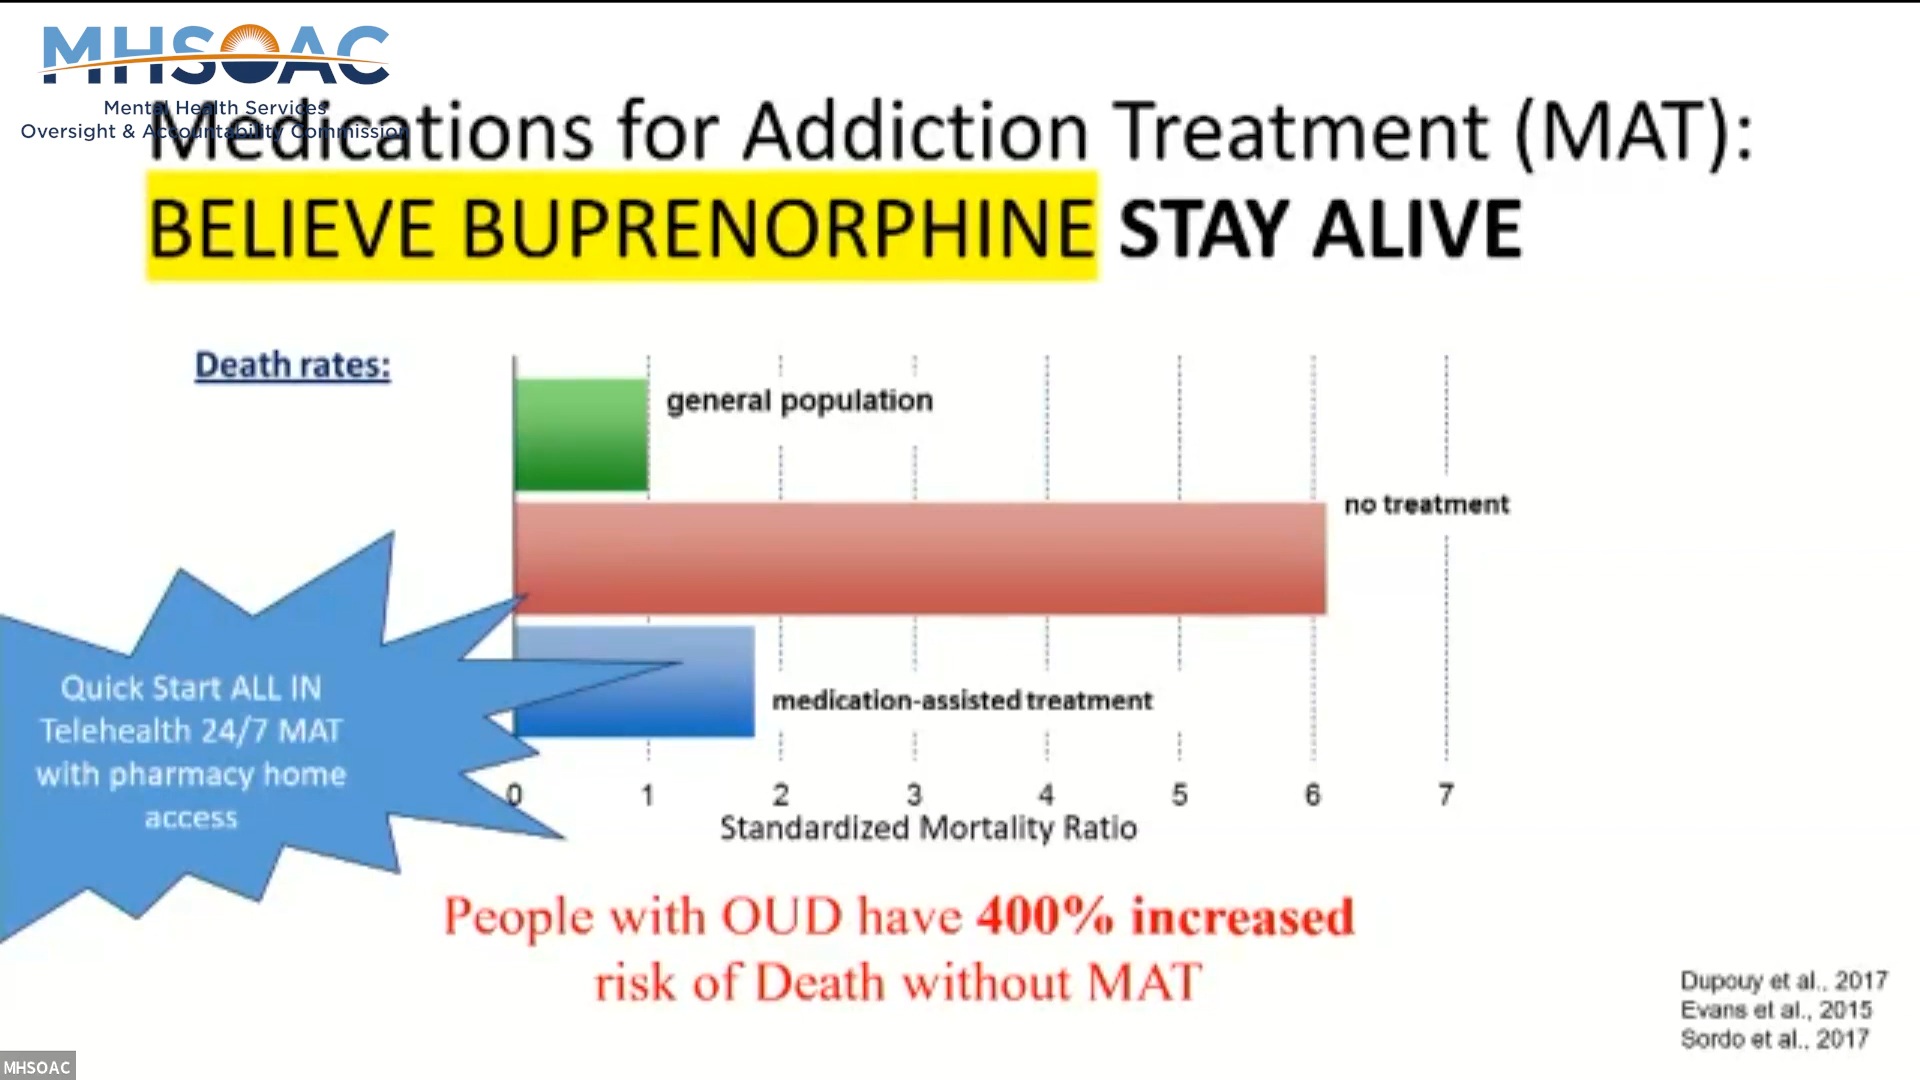 MHSOAC
Mental Health Services
Oversight & Accountability Commission
Medications for Addiction Treatment (MAT):
BELIEVE BUPRENORPHINE STAY ALIVE
Death rates:
general population
no treatment
medication-assisted treatment
Quick Start ALL IN
Telehealth 24/7 MAT
with pharmacy home
access
0 1 2 3 4 5 6 7
Standardized Mortality Ratio
People with OUD have 400% increased
risk of Death without MAT
Dupouy et al., 2017
Evans et al., 2015
Sordo et al., 2017
MHSOAC